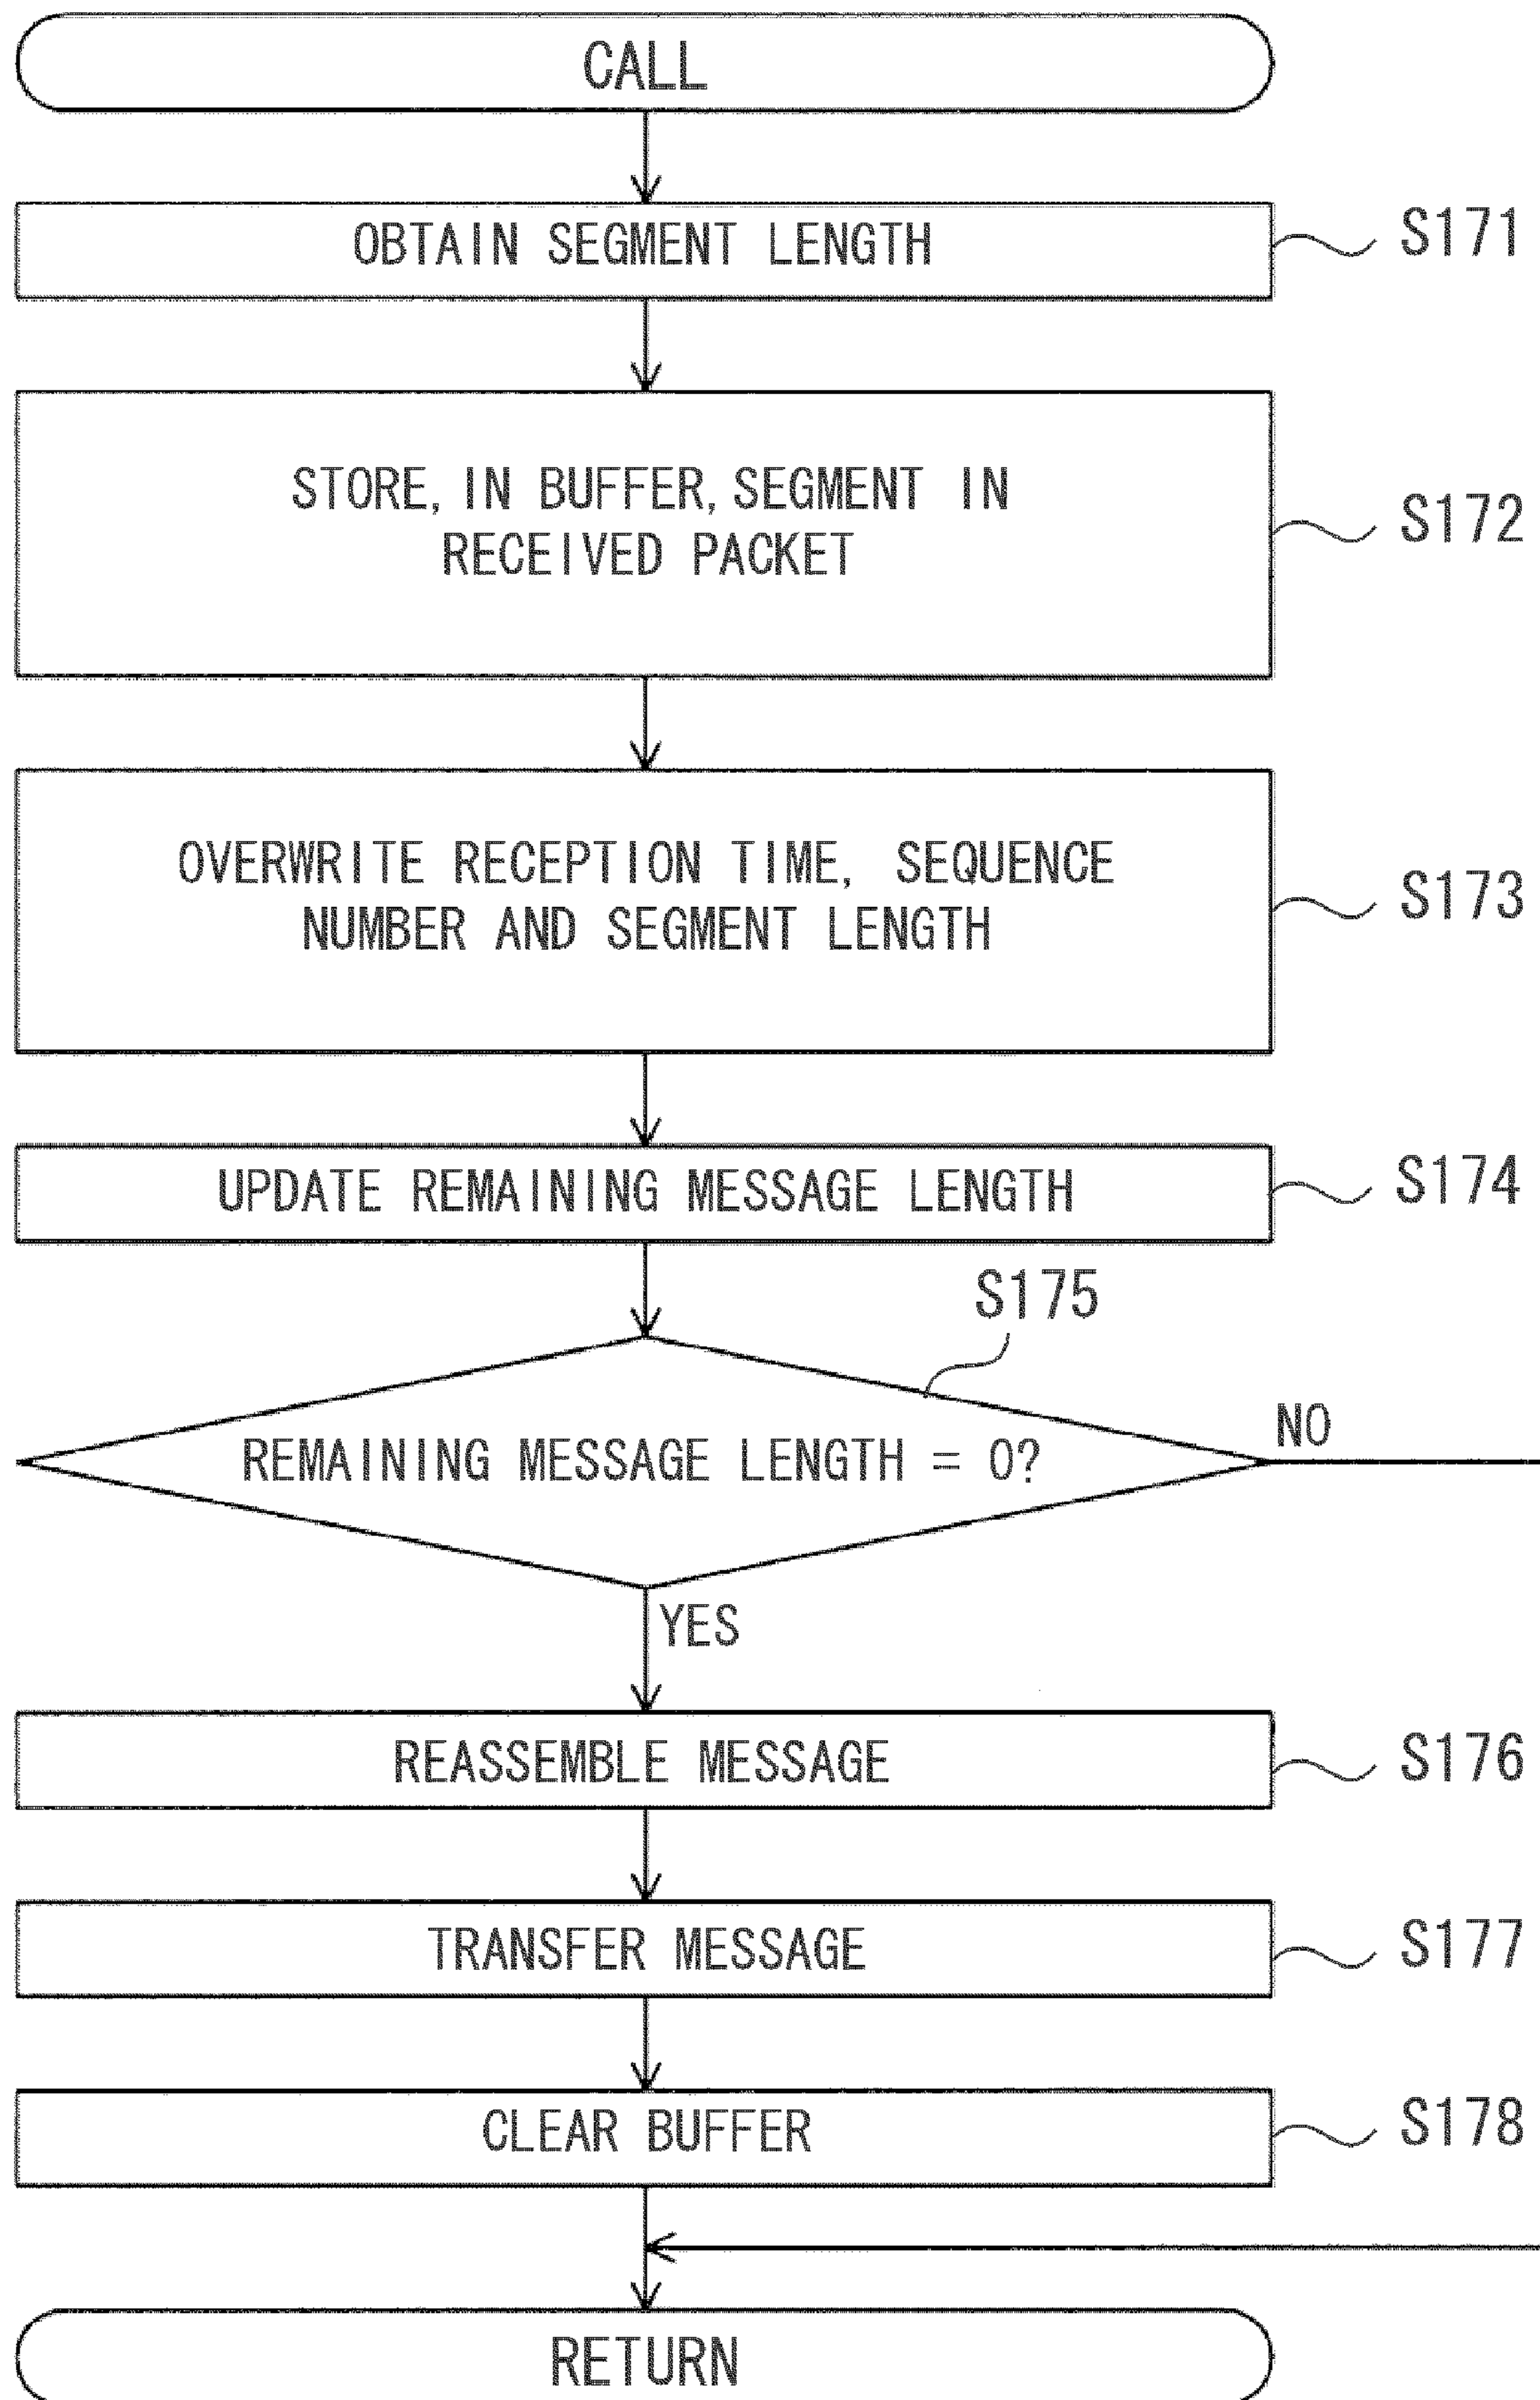 CALL
OBTAIN SEGMENT LENGTH
S171
STORE, IN BUFFER, SEGMENT IN
RECEIVED PACKET
S172
OVERWRITE RECEPTION TIME, SEQUENCE
NUMBER AND SEGMENT LENGTH
S173
UPDATE REMAINING MESSAGE LENGTH
S174
S175
REMAINING MESSAGE LENGTH = 0?
NO
YES
REASSEMBLE MESSAGE
S176
TRANSFER MESSAGE
S177
CLEAR BUFFER
S178
RETURN